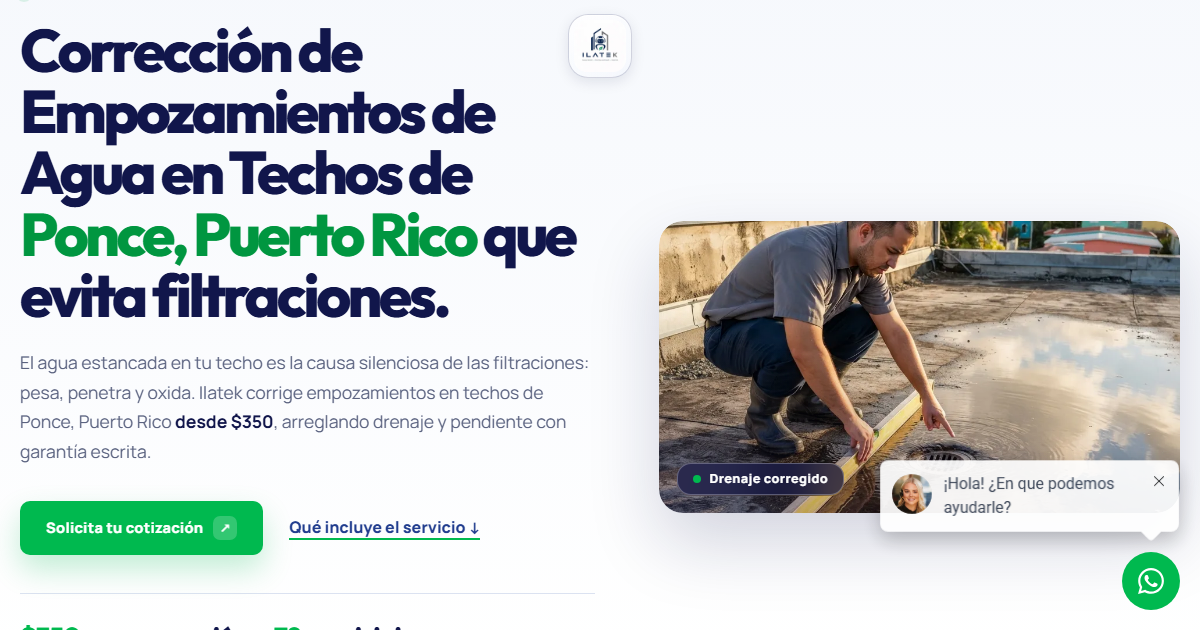 Corrección de
Empozamientos de
Agua en Techos de
Ponce, Puerto Rico que
evita filtraciones.
El agua estancada en tu techo es la causa silenciosa de las filtraciones:
pesa, penetra y oxida. Ilatek corrige empozamientos en techos de
Ponce, Puerto Rico desde $350, arreglando drenaje y pendiente con
garantía escrita.
Solicita tu cotización ↗
Qué incluye el servicio ↓
ILATEK
Drenaje corregido
¡Hola! ¿En que podemos
ayudarle?